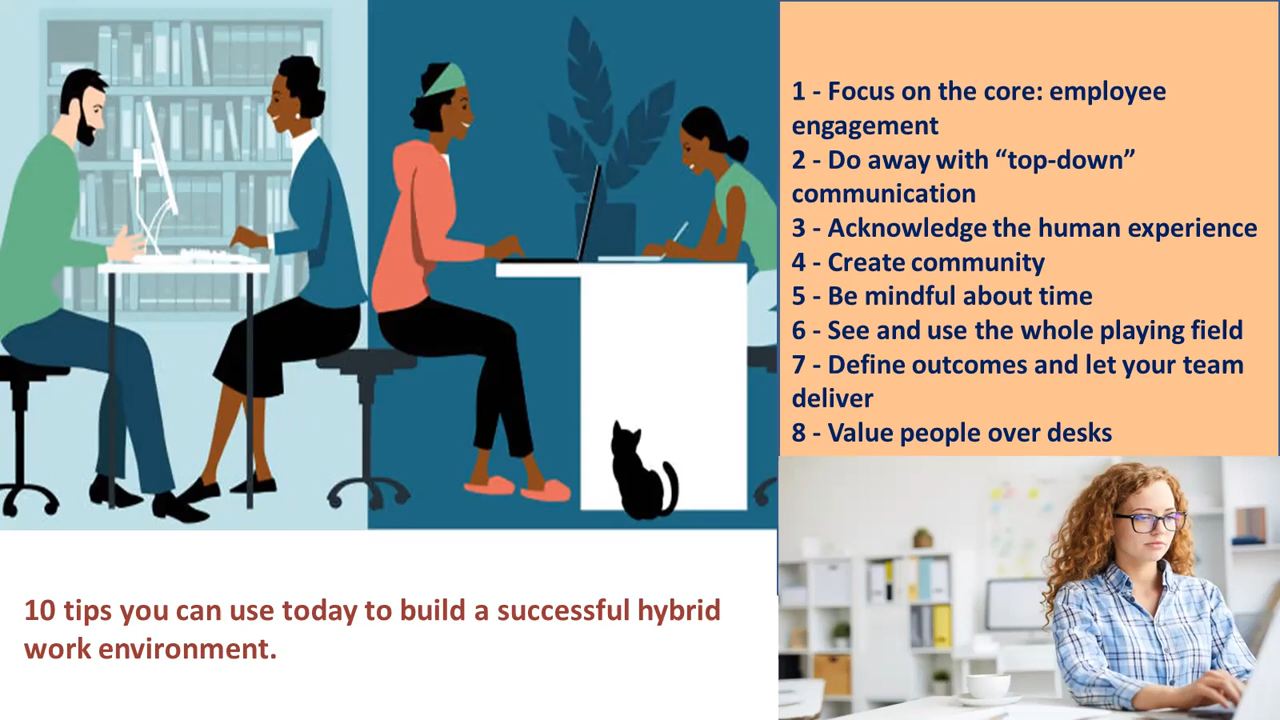 1 - Focus on the core: employee
engagement
2 - Do away with “top-down”
communication
3 - Acknowledge the human experience
4 - Create community
5 - Be mindful about time
6 - See and use the whole playing field
7 - Define outcomes and let your team
deliver
8 - Value people over desks
10 tips you can use today to build a successful hybrid
work environment.